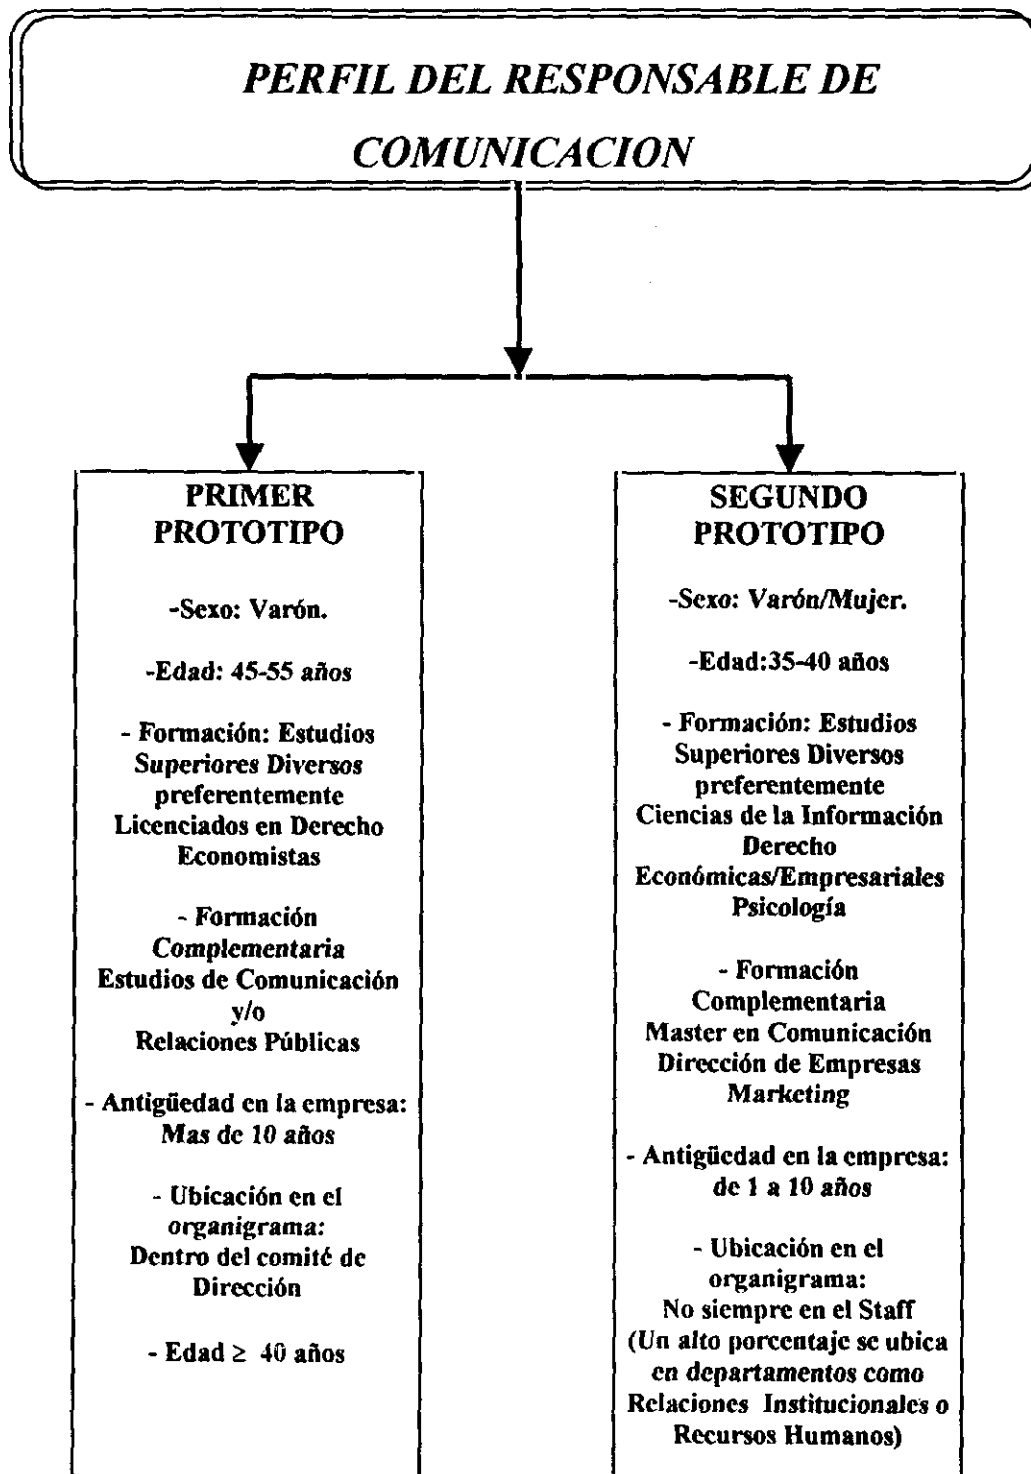 PERFIL DEL RESPONSABLE DE
COMUNICACION
PRIMER
PROTOTIPO
-Sexo: Varón.
-Edad: 45-55 años
- Formación: Estudios
Superiores Diversos
preferentemente
Licenciados en Derecho
Economistas
- Formación
Complementaria
Estudios de Comunicación
y/o
Relaciones Públicas
- Antigüedad en la empresa:
Mas de 10 años
- Ubicación en el
organigrama:
Dentro del comité de
Dirección
- Edad ≥ 40 años
SEGUNDO
PROTOTIPO
-Sexo: Varón/Mujer.
-Edad:35-40 años
- Formación: Estudios
Superiores Diversos
preferentemente
Ciencias de la Información
Derecho
Económicas/Empresariales
Psicología
- Formación
Complementaria
Master en Comunicación
Dirección de Empresas
Marketing
- Antigüedad en la empresa:
de 1 a 10 años
- Ubicación en el
organigrama:
No siempre en el Staff
(Un alto porcentaje se ubica
en departamentos como
Relaciones Institucionales o
Recursos Humanos)